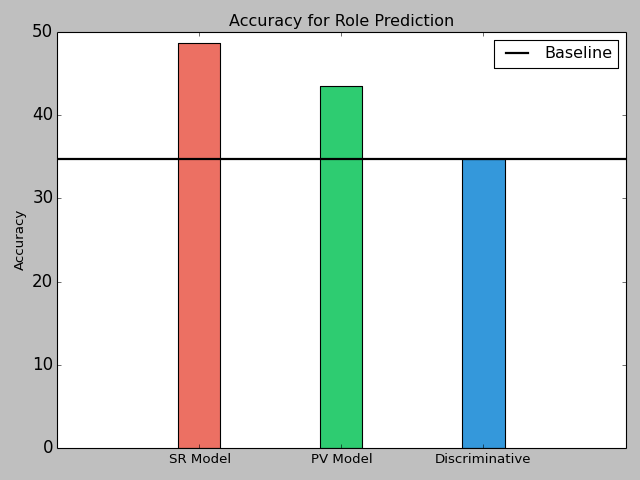 Accuracy for Role Prediction
Baseline
50
40
30
20
10
0
Accuracy
SR Model
PV Model
Discriminative